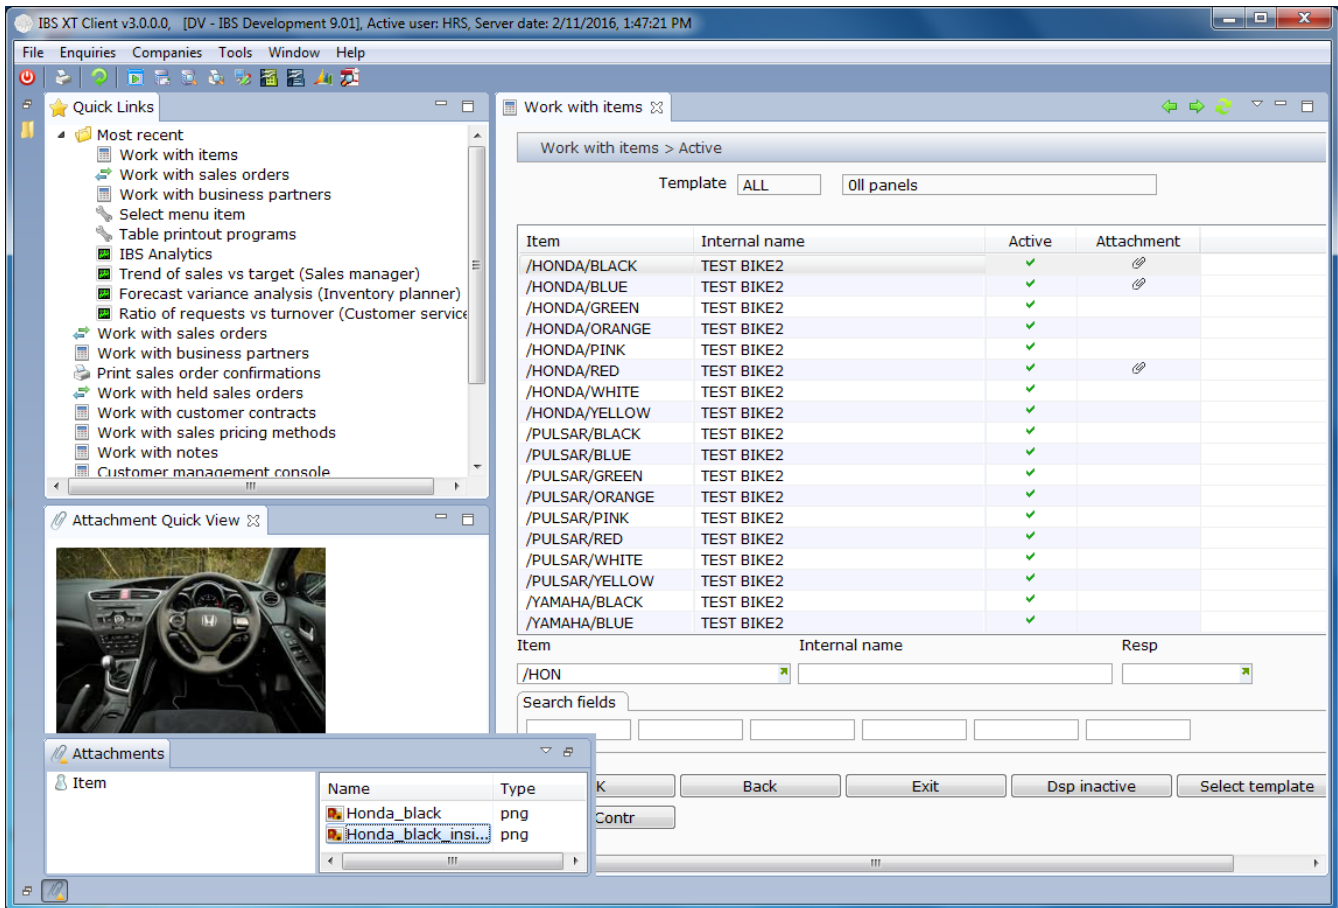 IBS XT Client v3.0.0.0, [DV - IBS Development 9.01], Active user: HRS, Server date: 2/11/2016, 1:47:21 PM
File Enquiries Companies Tools Window Help
Quick Links
Most recent
Work with items
Work with sales orders
Work with business partners
Select menu item
Table printout programs
IBS Analytics
Trend of sales vs target (Sales manager)
Forecast variance analysis (Inventory planner)
Ratio of requests vs turnover (Customer service
Work with sales orders
Work with business partners
Print sales order confirmations
Work with held sales orders
Work with customer contracts
Work with sales pricing methods
Work with notes
Customer management console
Attachment Quick View
Attachments
Item
Name Type
Honda_black png
Honda_black_insi... png
Work with items
Work with items > Active
Template ALL 0ll panels
Item Internal name Active Attachment
/HONDA/BLACK TEST BIKE2
/HONDA/BLUE TEST BIKE2
/HONDA/GREEN TEST BIKE2
/HONDA/ORANGE TEST BIKE2
/HONDA/PINK TEST BIKE2
/HONDA/RED TEST BIKE2
/HONDA/WHITE TEST BIKE2
/HONDA/YELLOW TEST BIKE2
/PULSAR/BLACK TEST BIKE2
/PULSAR/BLUE TEST BIKE2
/PULSAR/GREEN TEST BIKE2
/PULSAR/ORANGE TEST BIKE2
/PULSAR/PINK TEST BIKE2
/PULSAR/RED TEST BIKE2
/PULSAR/WHITE TEST BIKE2
/PULSAR/YELLOW TEST BIKE2
/YAMAHA/BLACK TEST BIKE2
/YAMAHA/BLUE TEST BIKE2
Item Internal name Resp
/HON
Search fields
K Back Exit Dsp inactive Select template
Contr